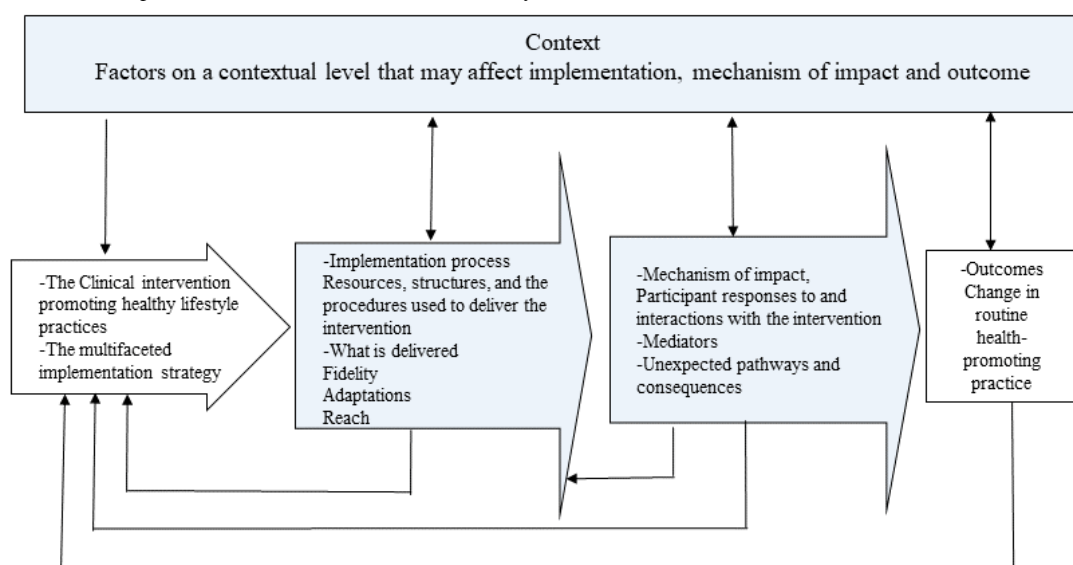 Context
Factors on a contextual level that may affect implementation, mechanism of impact and outcome
-The Clinical intervention
promoting healthy lifestyle
practices
-The multifaceted
implementation strategy
-Implementation process
Resources, structures, and the
procedures used to deliver the
intervention
-What is delivered
Fidelity
Adaptations
Reach
-Mechanism of impact,
Participant responses to and
interactions with the intervention
-Mediators
-Unexpected pathways and
consequences
-Outcomes
Change in
routine
health-
promoting
practice